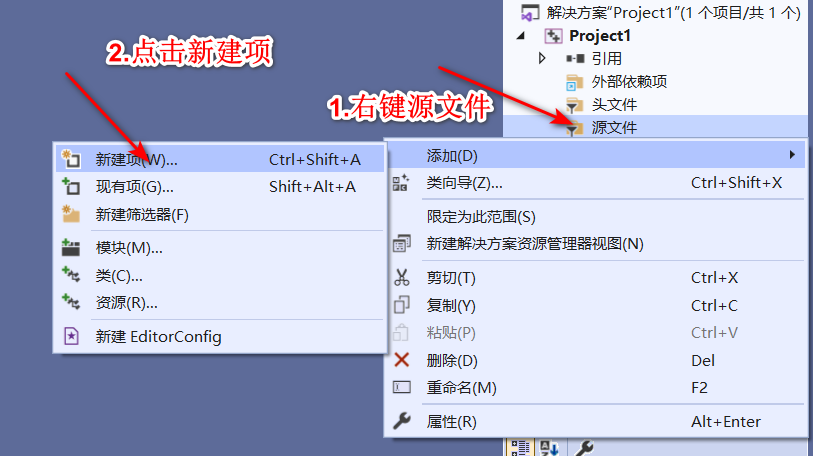 解决方案“Project1”(1 个项目/共 1 个)
Project1
引用
外部依赖项
头文件
源文件
2.点击新建项
1.右键源文件
新建项(W)... Ctrl+Shift+A
现有项(G)... Shift+Alt+A
新建筛选器(F)
模块(M)...
类(C)...
资源(R)...
新建 EditorConfig
添加(D)
类向导(Z)... Ctrl+Shift+X
限定为此范围(S)
新建解决方案资源管理器视图(N)
剪切(T) Ctrl+X
复制(Y) Ctrl+C
粘贴(P) Ctrl+V
删除(D) Del
重命名(M) F2
属性(R) Alt+Enter